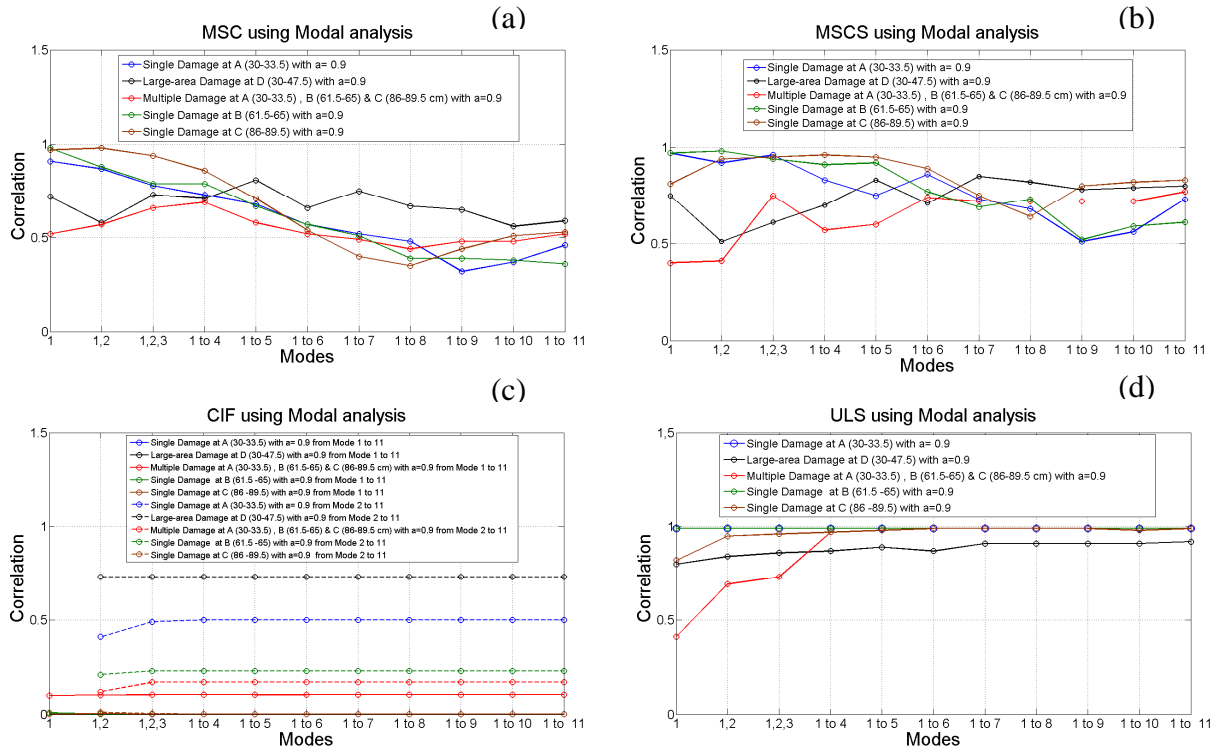 (a)
MSC using Modal analysis
1.5
Single Damage at A (30-33.5) with a= 0.9
Large-area Damage at D (30-47.5) with a=0.9
Multiple Damage at A (30-33.5) , B (61.5-65) & C (86-89.5 cm) with a=0.9
Single Damage at B (61.5-65) with a=0.9
Single Damage at C (86-89.5) with a=0.9
1
Correlation
0.5
0
1 1,2 1,2,3 1 to 4 1 to 5 1 to 6 1 to 7 1 to 8 1 to 9 1 to 10 1 to 11
Modes
(b)
MSCS using Modal analysis
1.5
Single Damage at A (30-33.5) with a= 0.9
Large-area Damage at D (30-47.5) with a=0.9
Multiple Damage at A (30-33.5) , B (61.5-65) & C (86-89.5 cm) with a=0.9
Single Damage at B (61.5-65) with a=0.9
Single Damage at C (86-89.5) with a=0.9
1
Correlation
0.5
0
1 1,2 1,2,3 1 to 4 1 to 5 1 to 6 1 to 7 1 to 8 1 to 9 1 to 10 1 to 11
Modes
(c)
CIF using Modal analysis
1.5
Single Damage at A (30-33.5) with a= 0.9 from Mode 1 to 11
Large-area Damage at D (30-47.5) with a=0.9 from Mode 1 to 11
Multiple Damage at A (30-33.5) , B (61.5-65) & C (86-89.5 cm) with a=0.9 from Mode 1 to 11
Single Damage at B (61.5 -65) with a=0.9 from Mode 1 to 11
Single Damage at C (86 -89.5) with a=0.9 from Mode 1 to 11
Single Damage at A (30-33.5) with a=0.9 from Mode 2 to 11
Large-area Damage at D (30-47.5) with a=0.9 from Mode 2 to 11
Multiple Damage at A (30-33.5) , B (61.5-65) & C (86-89.5 cm) with a=0.9 from Mode 2 to 11
Single Damage at B (61.5 -65) with a=0.9 from Mode 2 to 11
Single Damage at C (86 -89.5) with a=0.9 from Mode 2 to 11
1
Correlation
0.5
0
1 1,2 1,2,3 1 to 4 1 to 5 1 to 6 1 to 7 1 to 8 1 to 9 1 to 10 1 to 11
Modes
(d)
ULS using Modal analysis
1.5
Single Damage at A (30-33.5) with a= 0.9
Large-area Damage at D (30-47.5) with a=0.9
Multiple Damage at A (30-33.5) , B (61.5-65) & C (86-89.5 cm) with a=0.9
Single Damage at B (61.5 -65) with a=0.9
Single Damage at C (86 -89.5) with a=0.9
1
Correlation
0.5
0
1 1,2 1,2,3 1 to 4 1 to 5 1 to 6 1 to 7 1 to 8 1 to 9 1 to 10 1 to 11
Modes